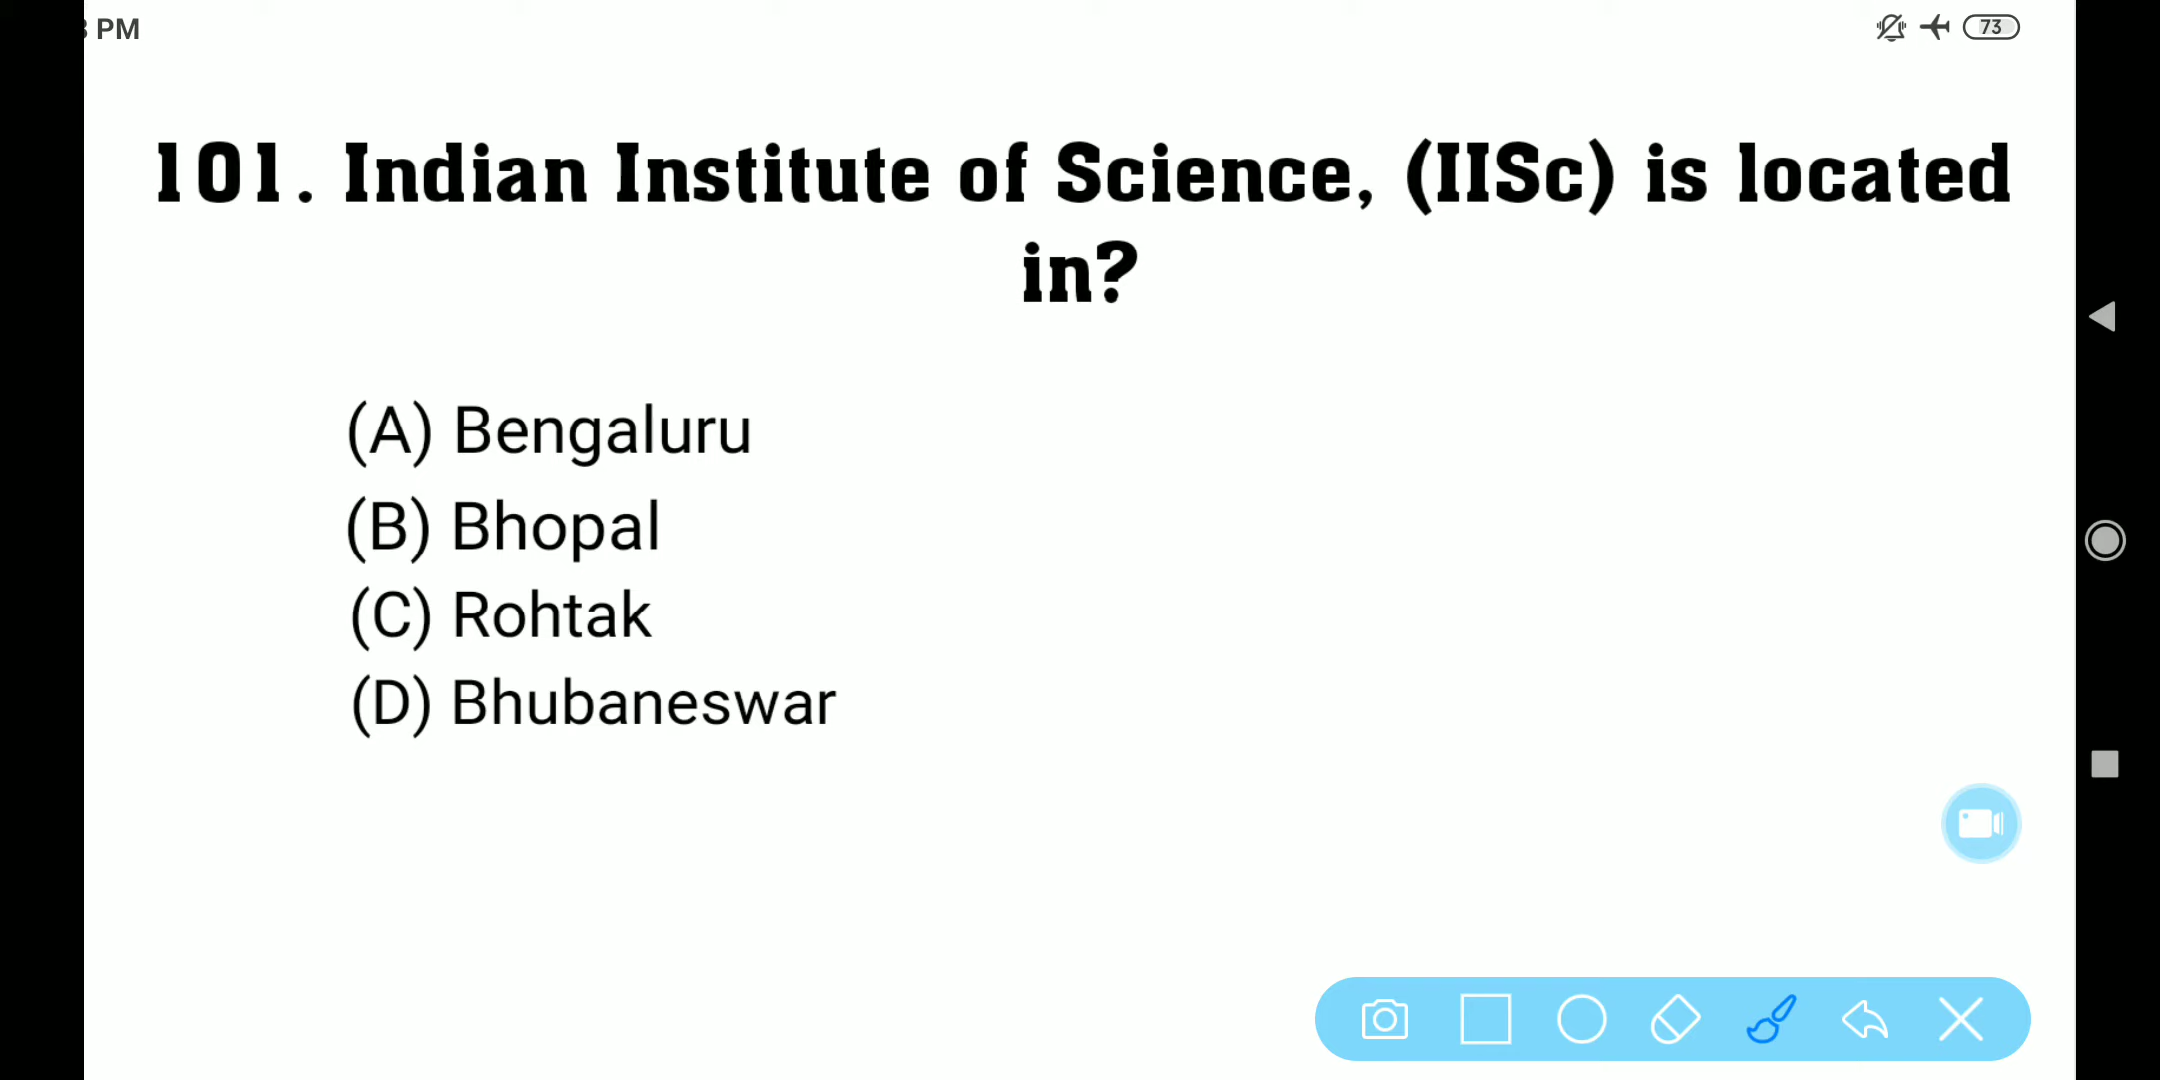 PM
73
101. Indian Institute of Science, (IISc) is located
in?
(A) Bengaluru
(B) Bhopal
(C) Rohtak
(D) Bhubaneswar